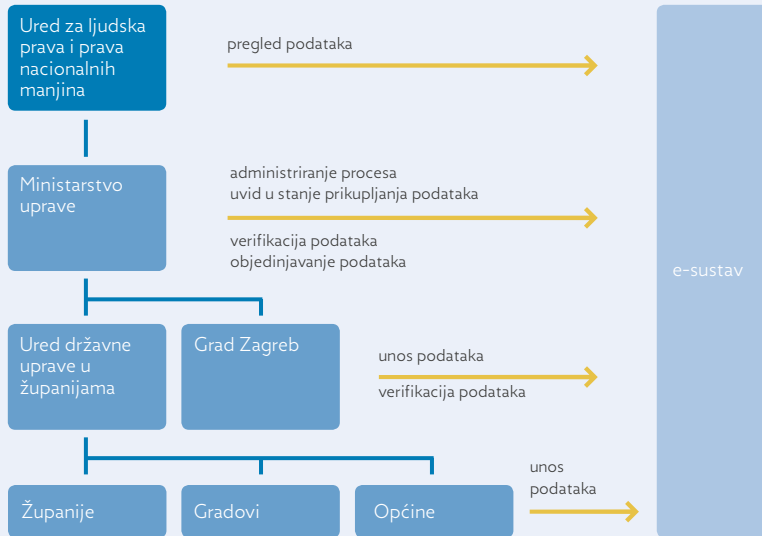 Ured za ljudska
prava i prava
nacionalnih
manjina
pregled podataka
Ministarstvo
uprave
administriranje procesa
uvid u stanje prikupljanja podataka
verifikacija podataka
objedinjavanje podataka
e-sustav
Ured državne
uprave u
županijama
Grad Zagreb
unos podataka
verifikacija podataka
Županije
Gradovi
Općine
unos
podataka